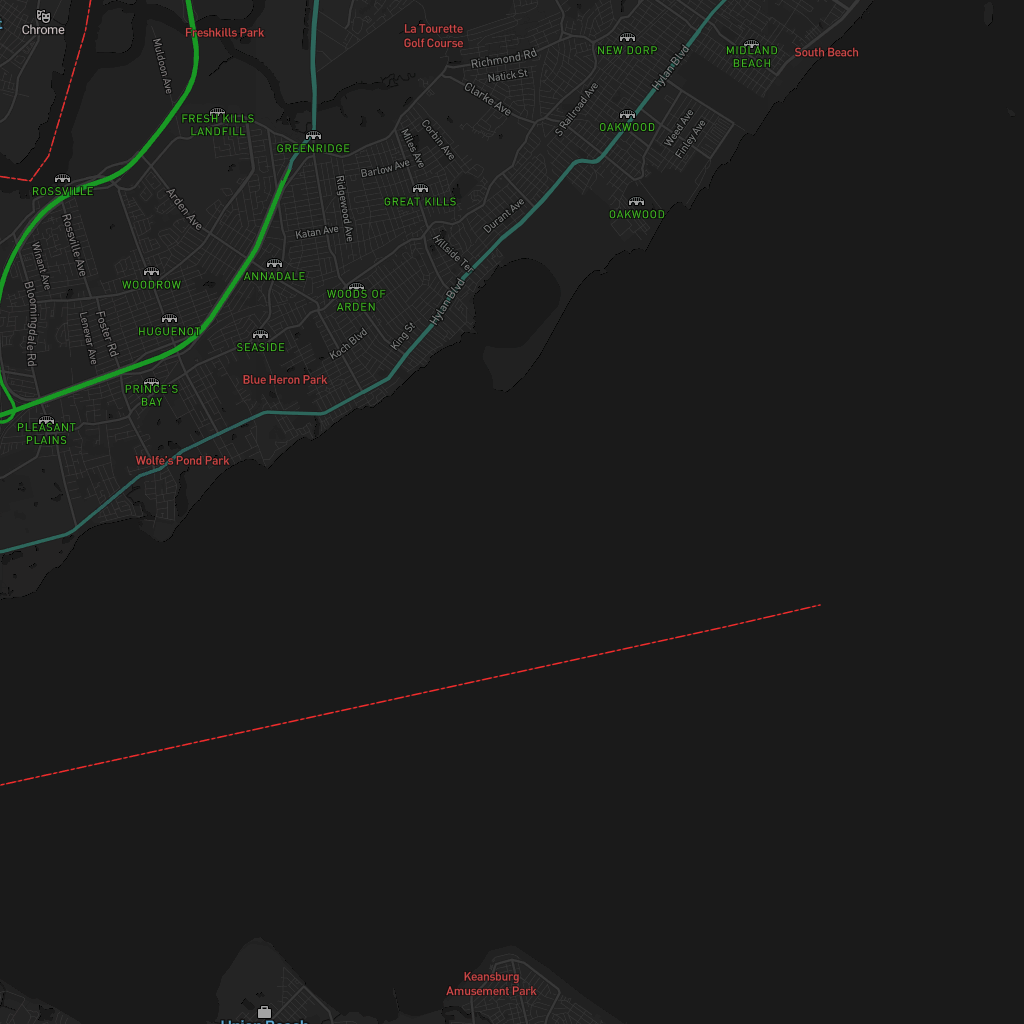 Chrome
Freshkills Park
La Tourette
Golf Course
NEW DORP
MIDLAND
BEACH
South Beach
Muldoon Ave
Richmond Rd
Natick St
Clarke Ave
Hylan Blvd
S Railroad Ave
FRESH KILLS
LANDFILL
GREENRIDGE
Corbin Ave
Miles Ave
OAKWOOD
Weed Ave
Finley Ave
Barlow Ave
ROSSVILLE
Arden Ave
Ridgewood Ave
GREAT KILLS
Durant Ave
OAKWOOD
Rossville Ave
Winant Ave
Katan Ave
Hillside Ter
WOODROW
ANNADALE
WOODS OF
ARDEN
Hylan Blvd
Bloomingdale Rd
Lenevar Ave
Foster Rd
HUGUENOT
SEASIDE
Koch Blvd
King St
Blue Heron Park
PRINCE'S
BAY
PLEASANT
PLAINS
Wolfe's Pond Park
Keansburg
Amusement Park
Union Beach